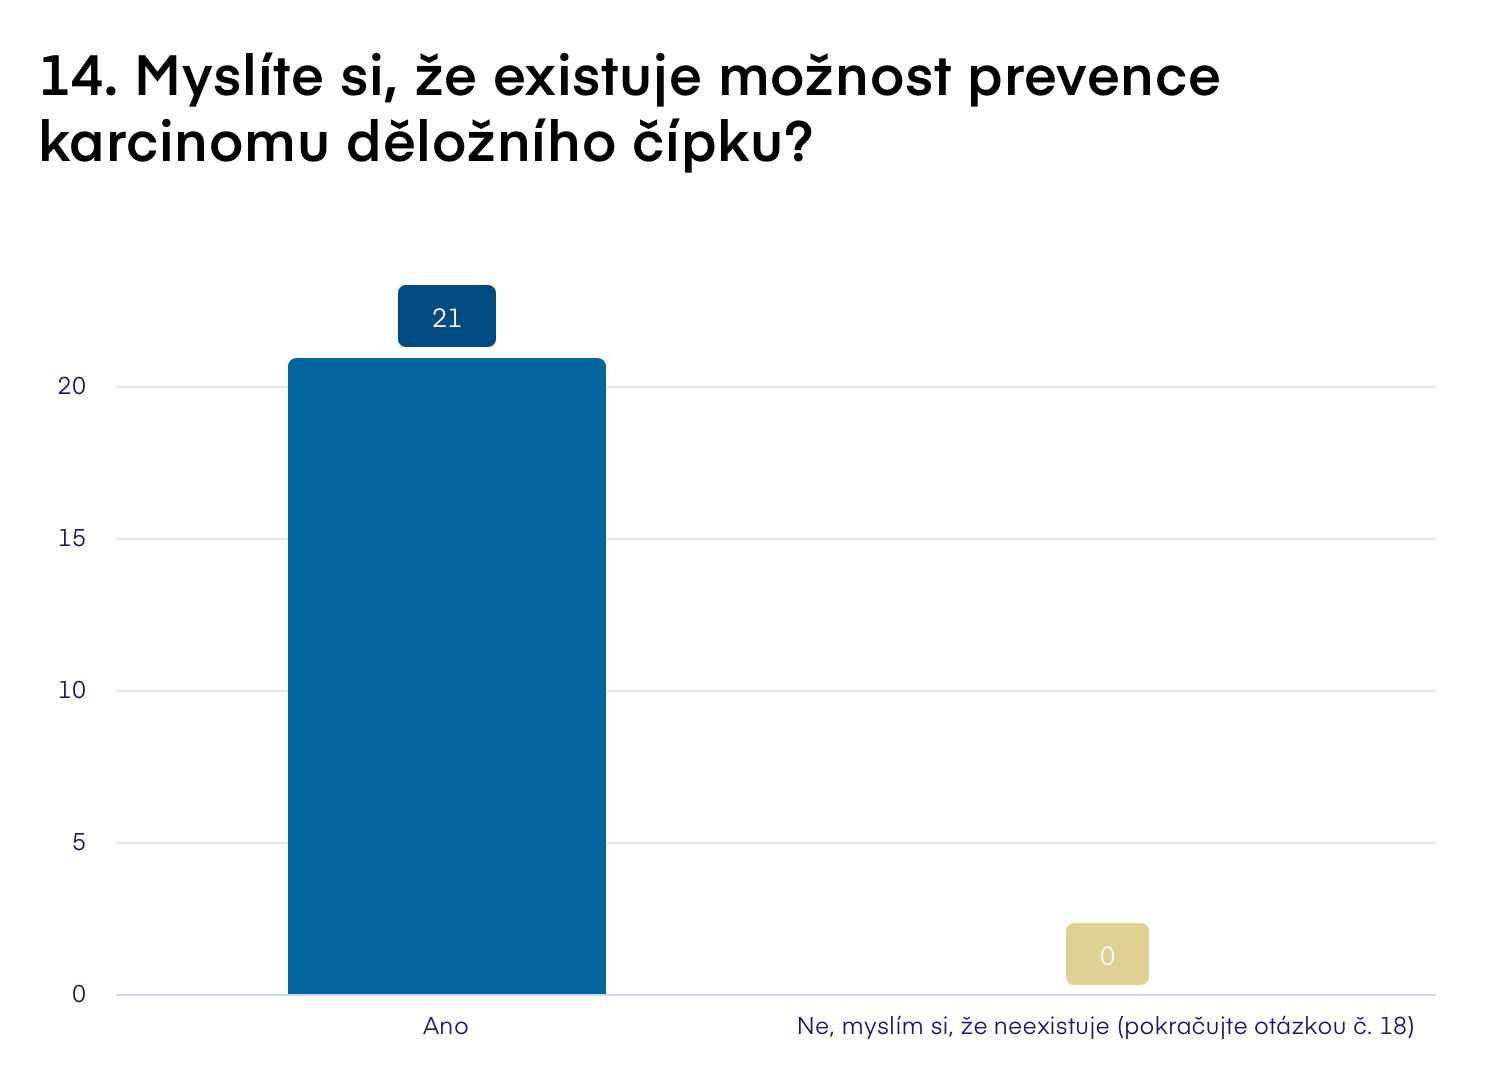 14. Myslíte si, že existuje možnost prevence
karcinomu děložního čípku?
21
20
15
10
5
0
0
Ano
Ne, myslím si, že neexistuje (pokračujte otázkou č. 18)